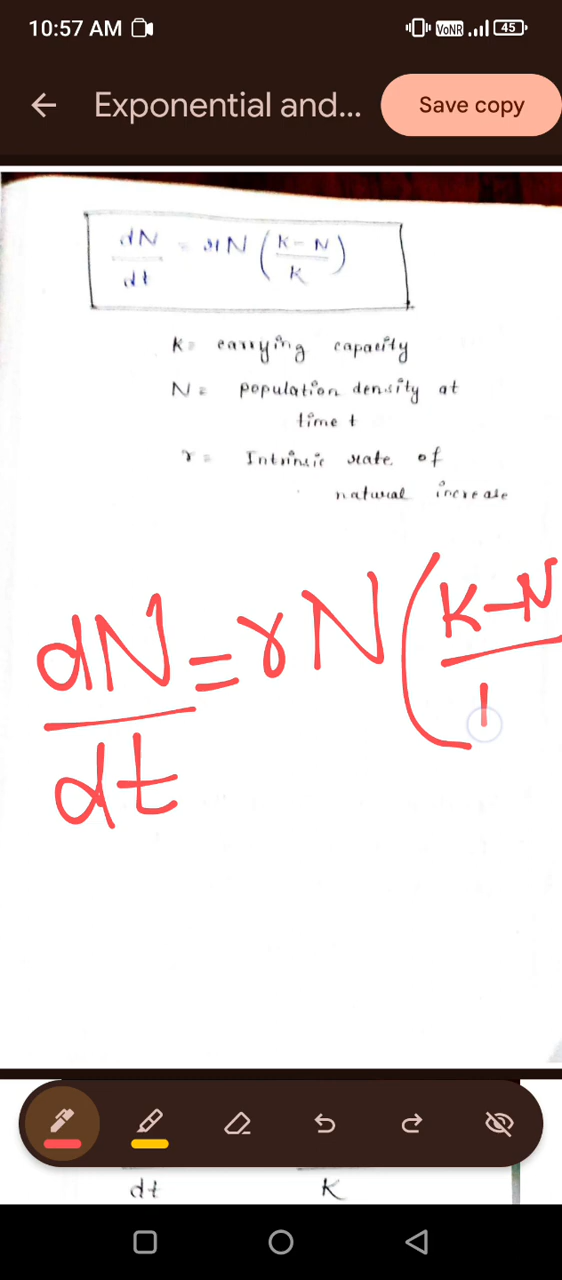 10:57 AM VoNR 45
Exponential and... Save copy
dN/dt = rN (K-N/K)
K= carrying capacity
N= population density at
time t
r= Intrinsic rate of
natural increase
dN/dt = rN (K-N/
dt K